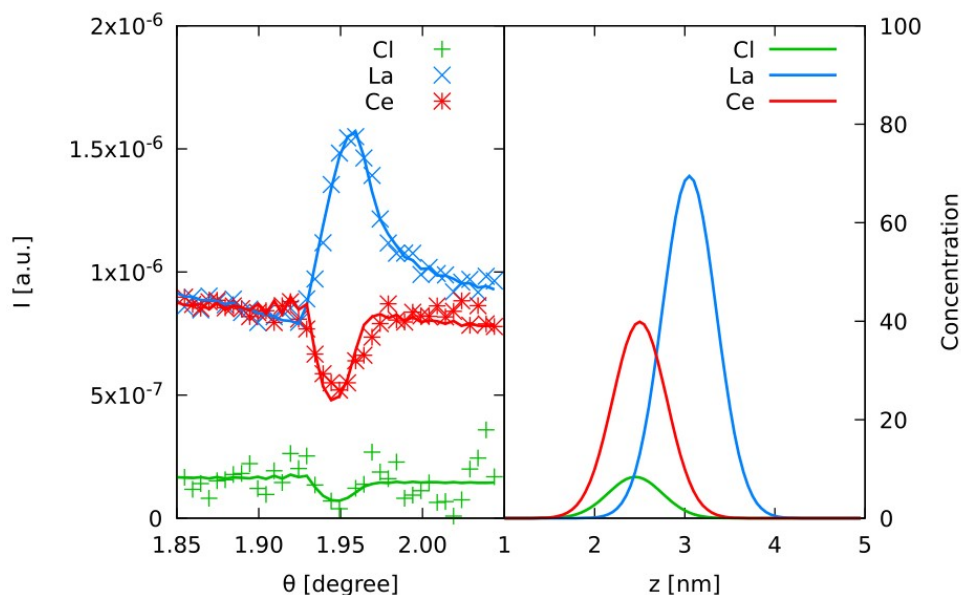 2x10⁻⁶
1.5x10⁻⁶
1x10⁻⁶
5x10⁻⁷
0
I [a.u.]
1.85
1.90
1.95
2.00
θ [degree]
Cl
La
Ce
Cl
La
Ce
100
80
60
40
20
0
Concentration
1
2
3
4
5
z [nm]